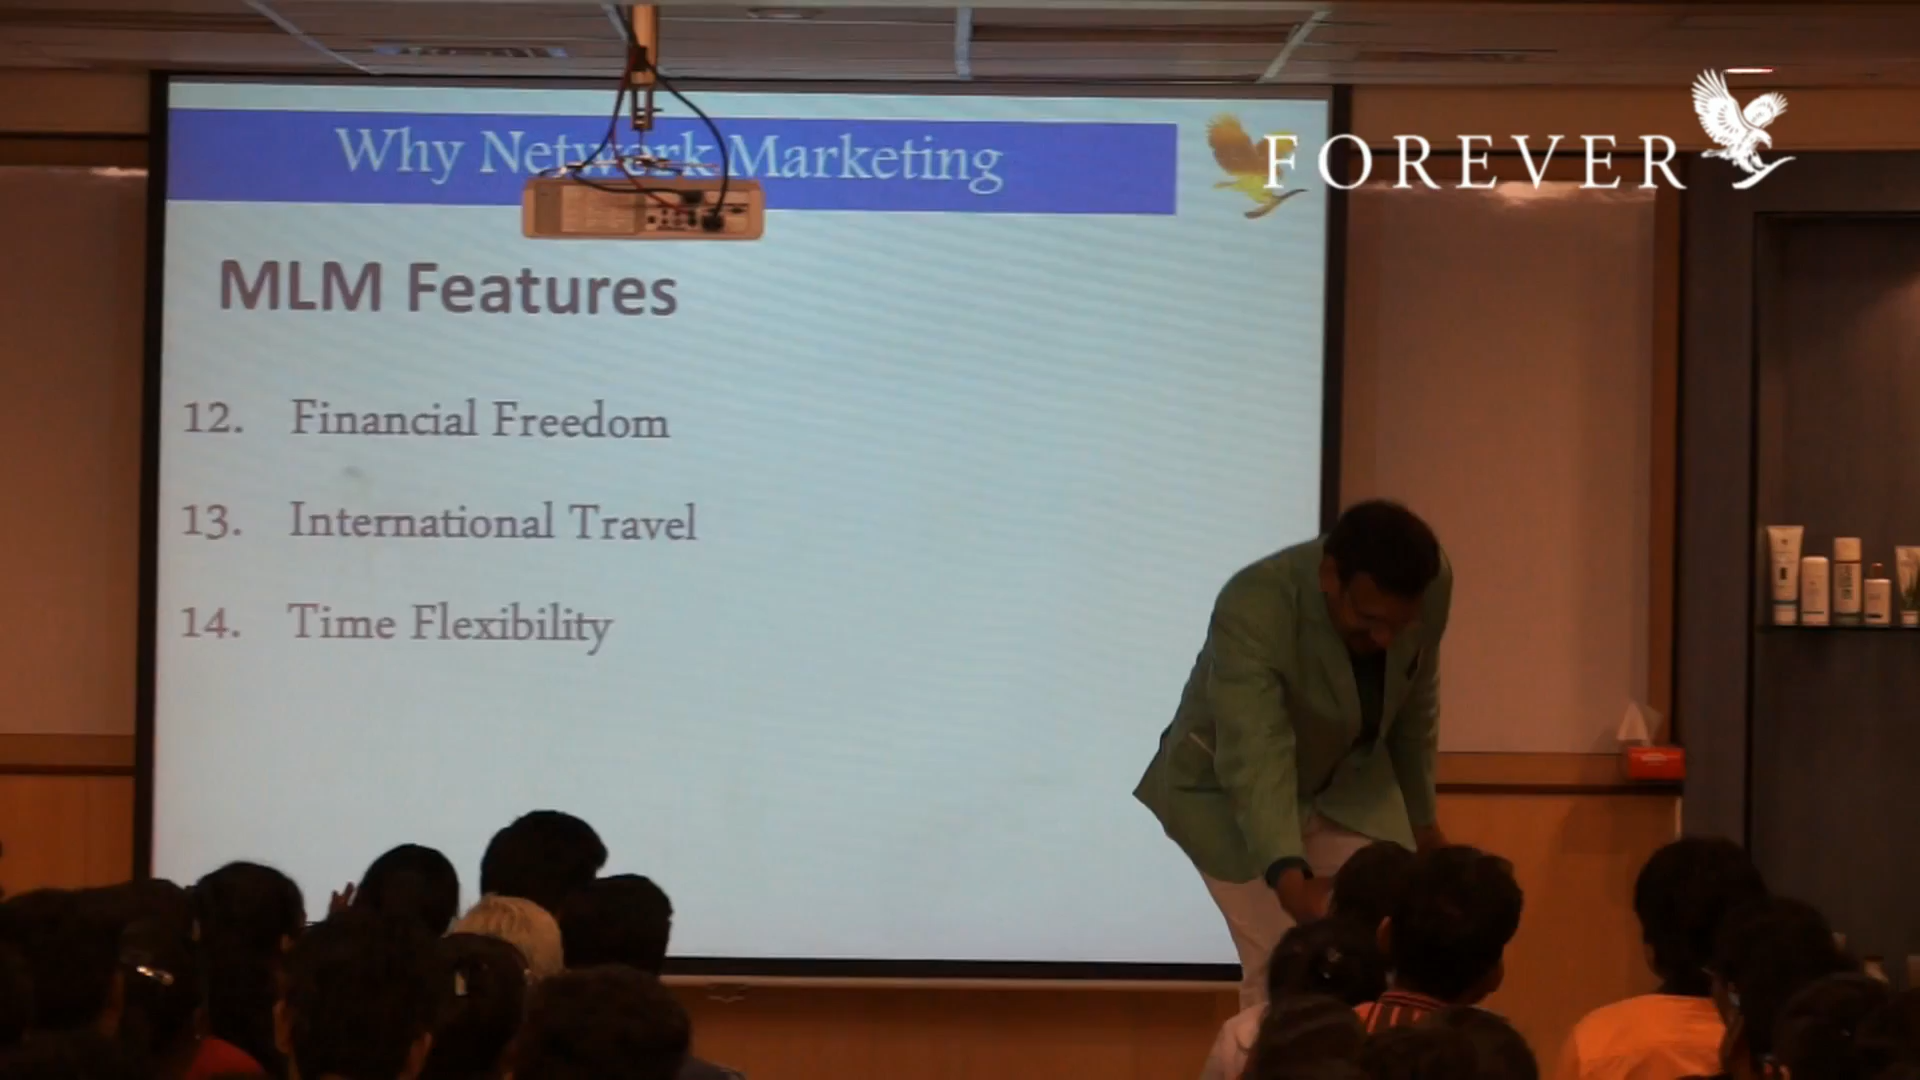 Why Network Marketing
FOREVER
MLM Features
12. Financial Freedom
13. International Travel
14. Time Flexibility